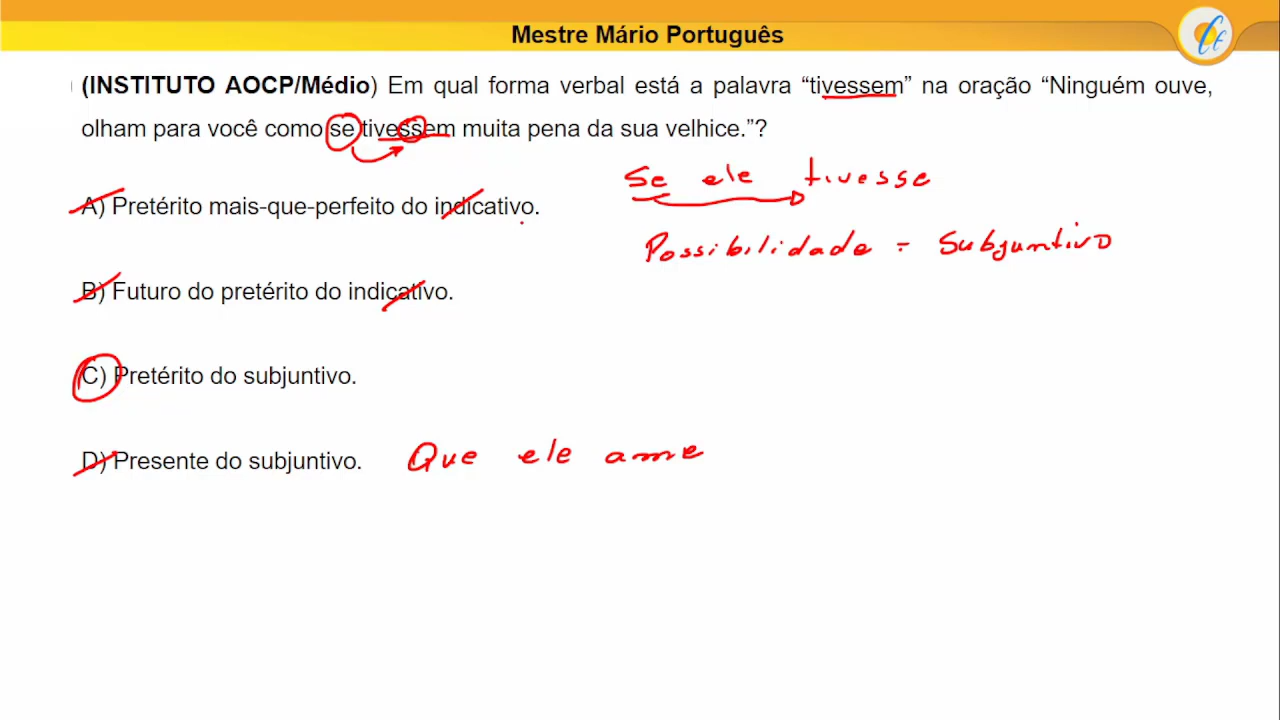 Mestre Mário Português
(INSTITUTO AOCP/Médio) Em qual forma verbal está a palavra “tivessem” na oração “Ninguém ouve,
olham para você como se tivessem muita pena da sua velhice.”?
Se ele tivesse
A) Pretérito mais-que-perfeito do indicativo.
Possibilidade = Subjuntivo
B) Futuro do pretérito do indicativo.
C) Pretérito do subjuntivo.
D) Presente do subjuntivo. Que ele ame